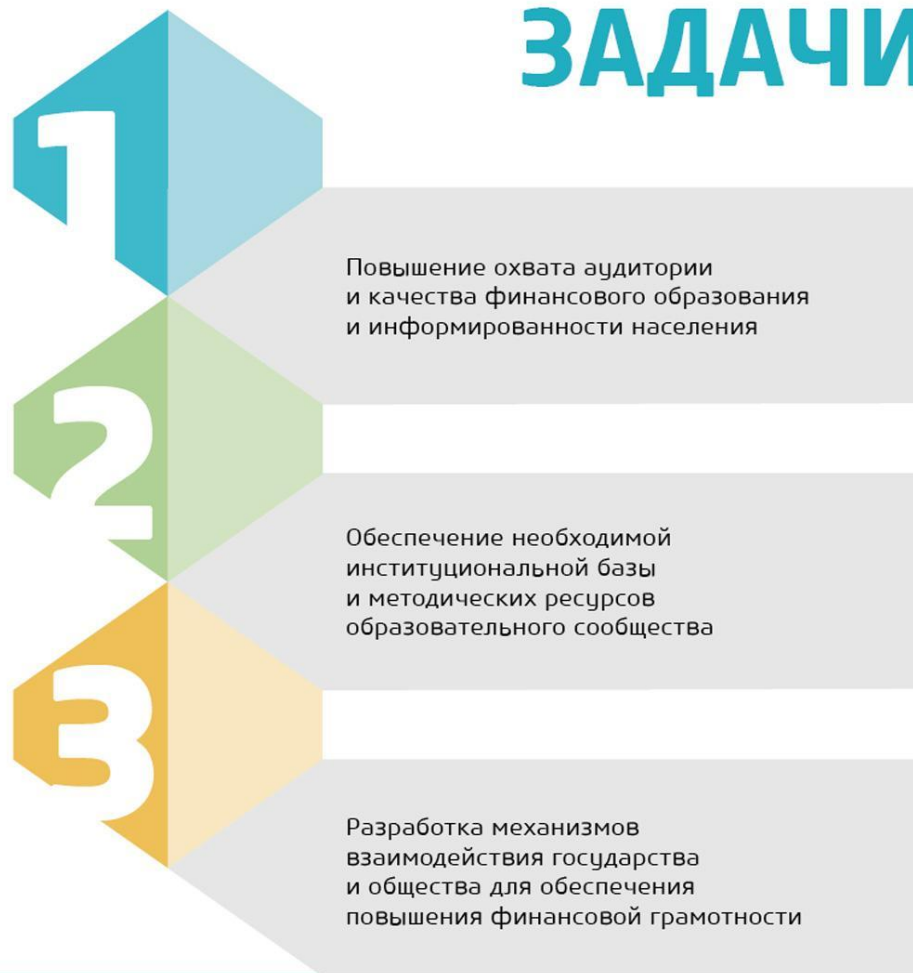 ЗАДАЧИ
1
Повышение охвата аудитории
и качества финансового образования
и информированности населения
2
Обеспечение необходимой
институциональной базы
и методических ресурсов
образовательного сообщества
3
Разработка механизмов
взаимодействия государства
и общества для обеспечения
повышения финансовой грамотности